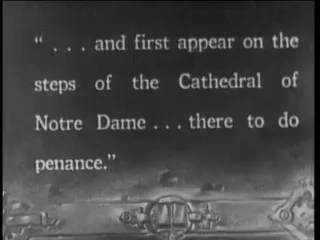 “ . . . and first appear on the
steps of the Cathedral of
Notre Dame . . . there to do
penance.”